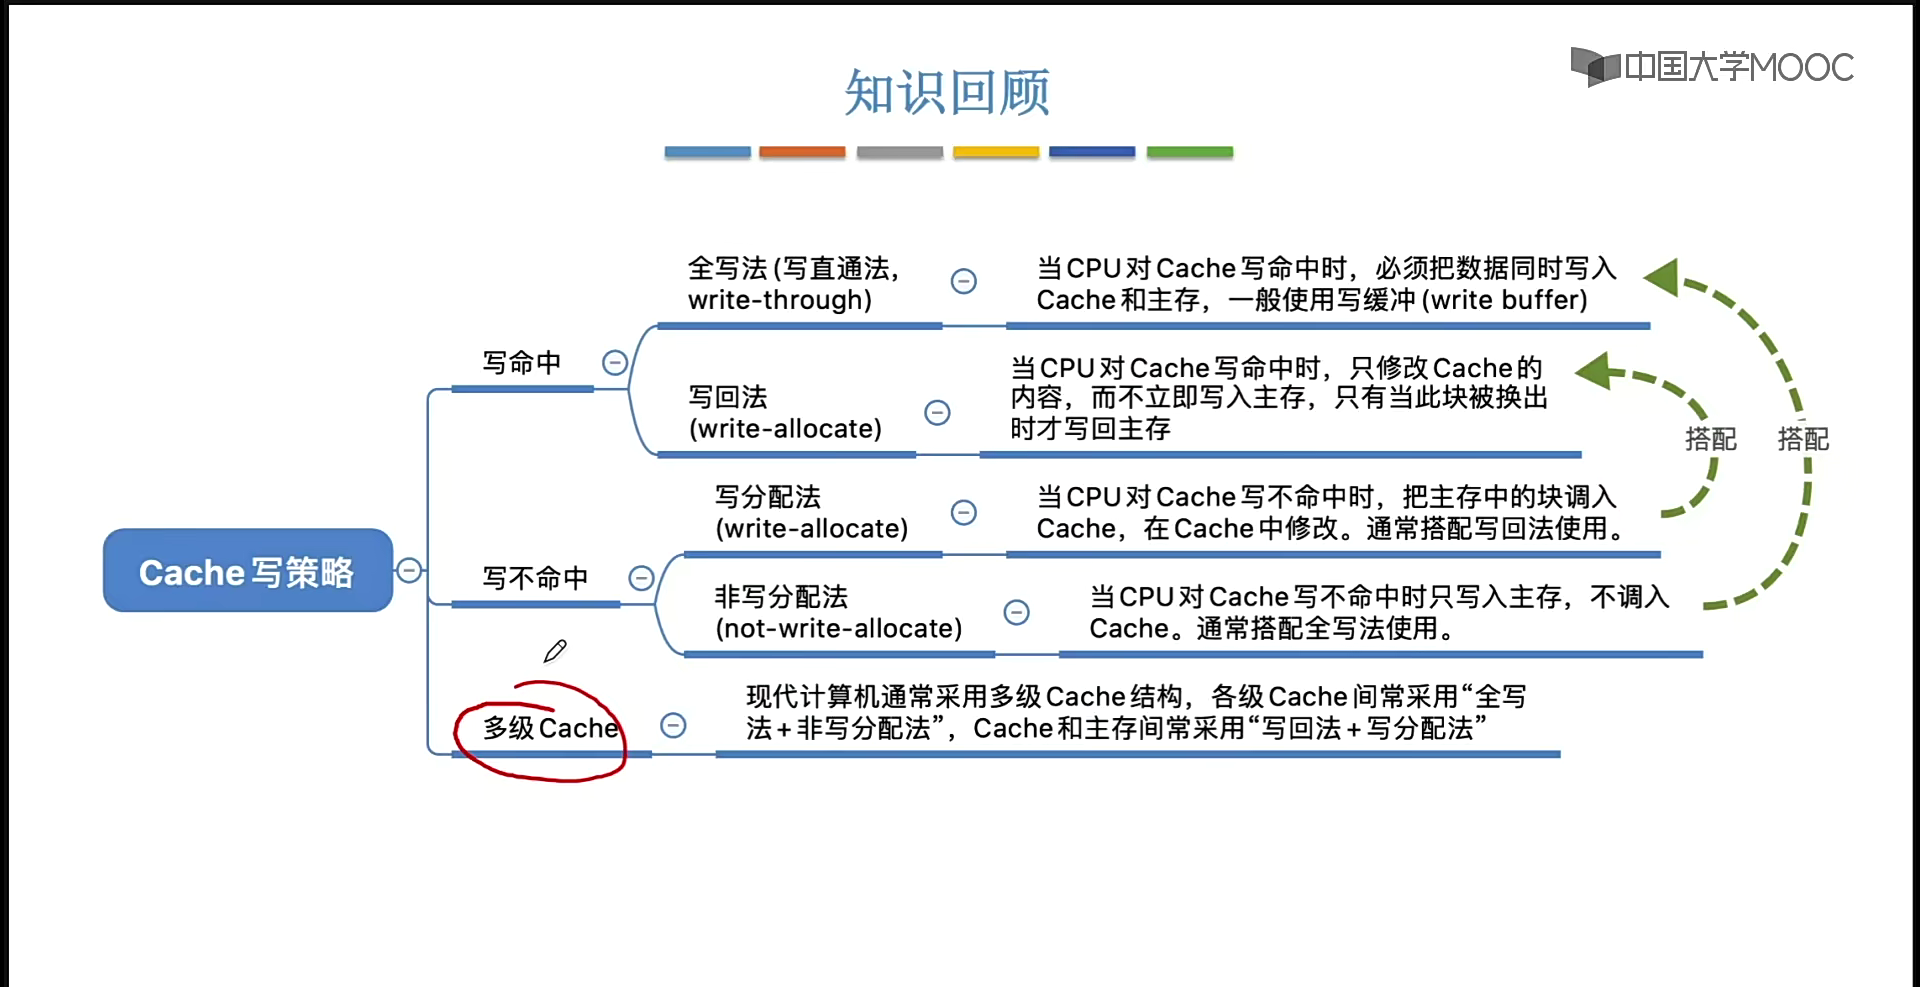 中国大学MOOC
知识回顾
全写法(写直通法,
write-through)
当CPU对Cache写命中时，必须把数据同时写入
Cache和主存，一般使用写缓冲(write buffer)
写命中
写回法
(write-allocate)
当CPU对Cache写命中时，只修改Cache的
内容，而不立即写入主存，只有当此块被换出
时才写回主存
搭配
搭配
Cache写策略
写不命中
写分配法
(write-allocate)
当CPU对Cache写不命中时，把主存中的块调入
Cache，在Cache中修改。通常搭配写回法使用。
非写分配法
(not-write-allocate)
当CPU对Cache写不命中时只写入主存，不调入
Cache。通常搭配全写法使用。
多级Cache
现代计算机通常采用多级Cache结构，各级Cache间常采用“全写
法+非写分配法”，Cache和主存间常采用“写回法+写分配法”